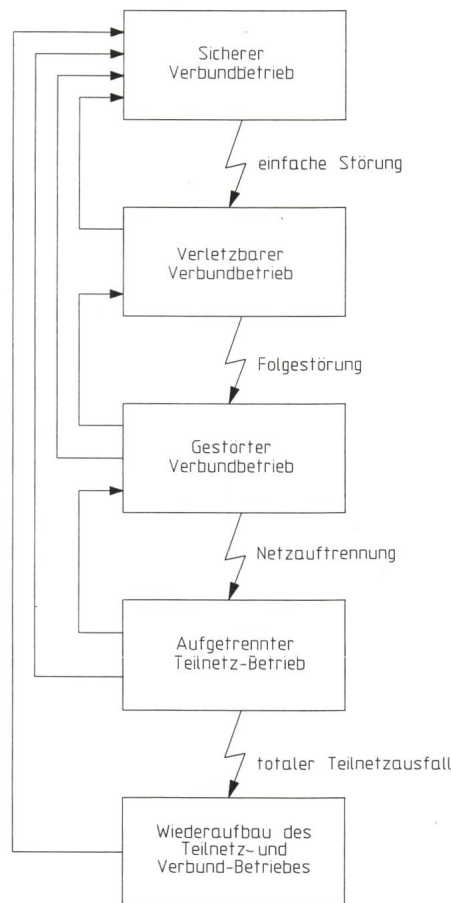 Sicherer
Verbundbetrieb
einfache Störung
Verletzbarer
Verbundbetrieb
Folgestörung
Gestörter
Verbundbetrieb
Netzauftrennung
Aufgetrennter
Teilnetz-Betrieb
totaler Teilnetzausfall
Wiederaufbau des
Teilnetz- und
Verbund-Betriebes